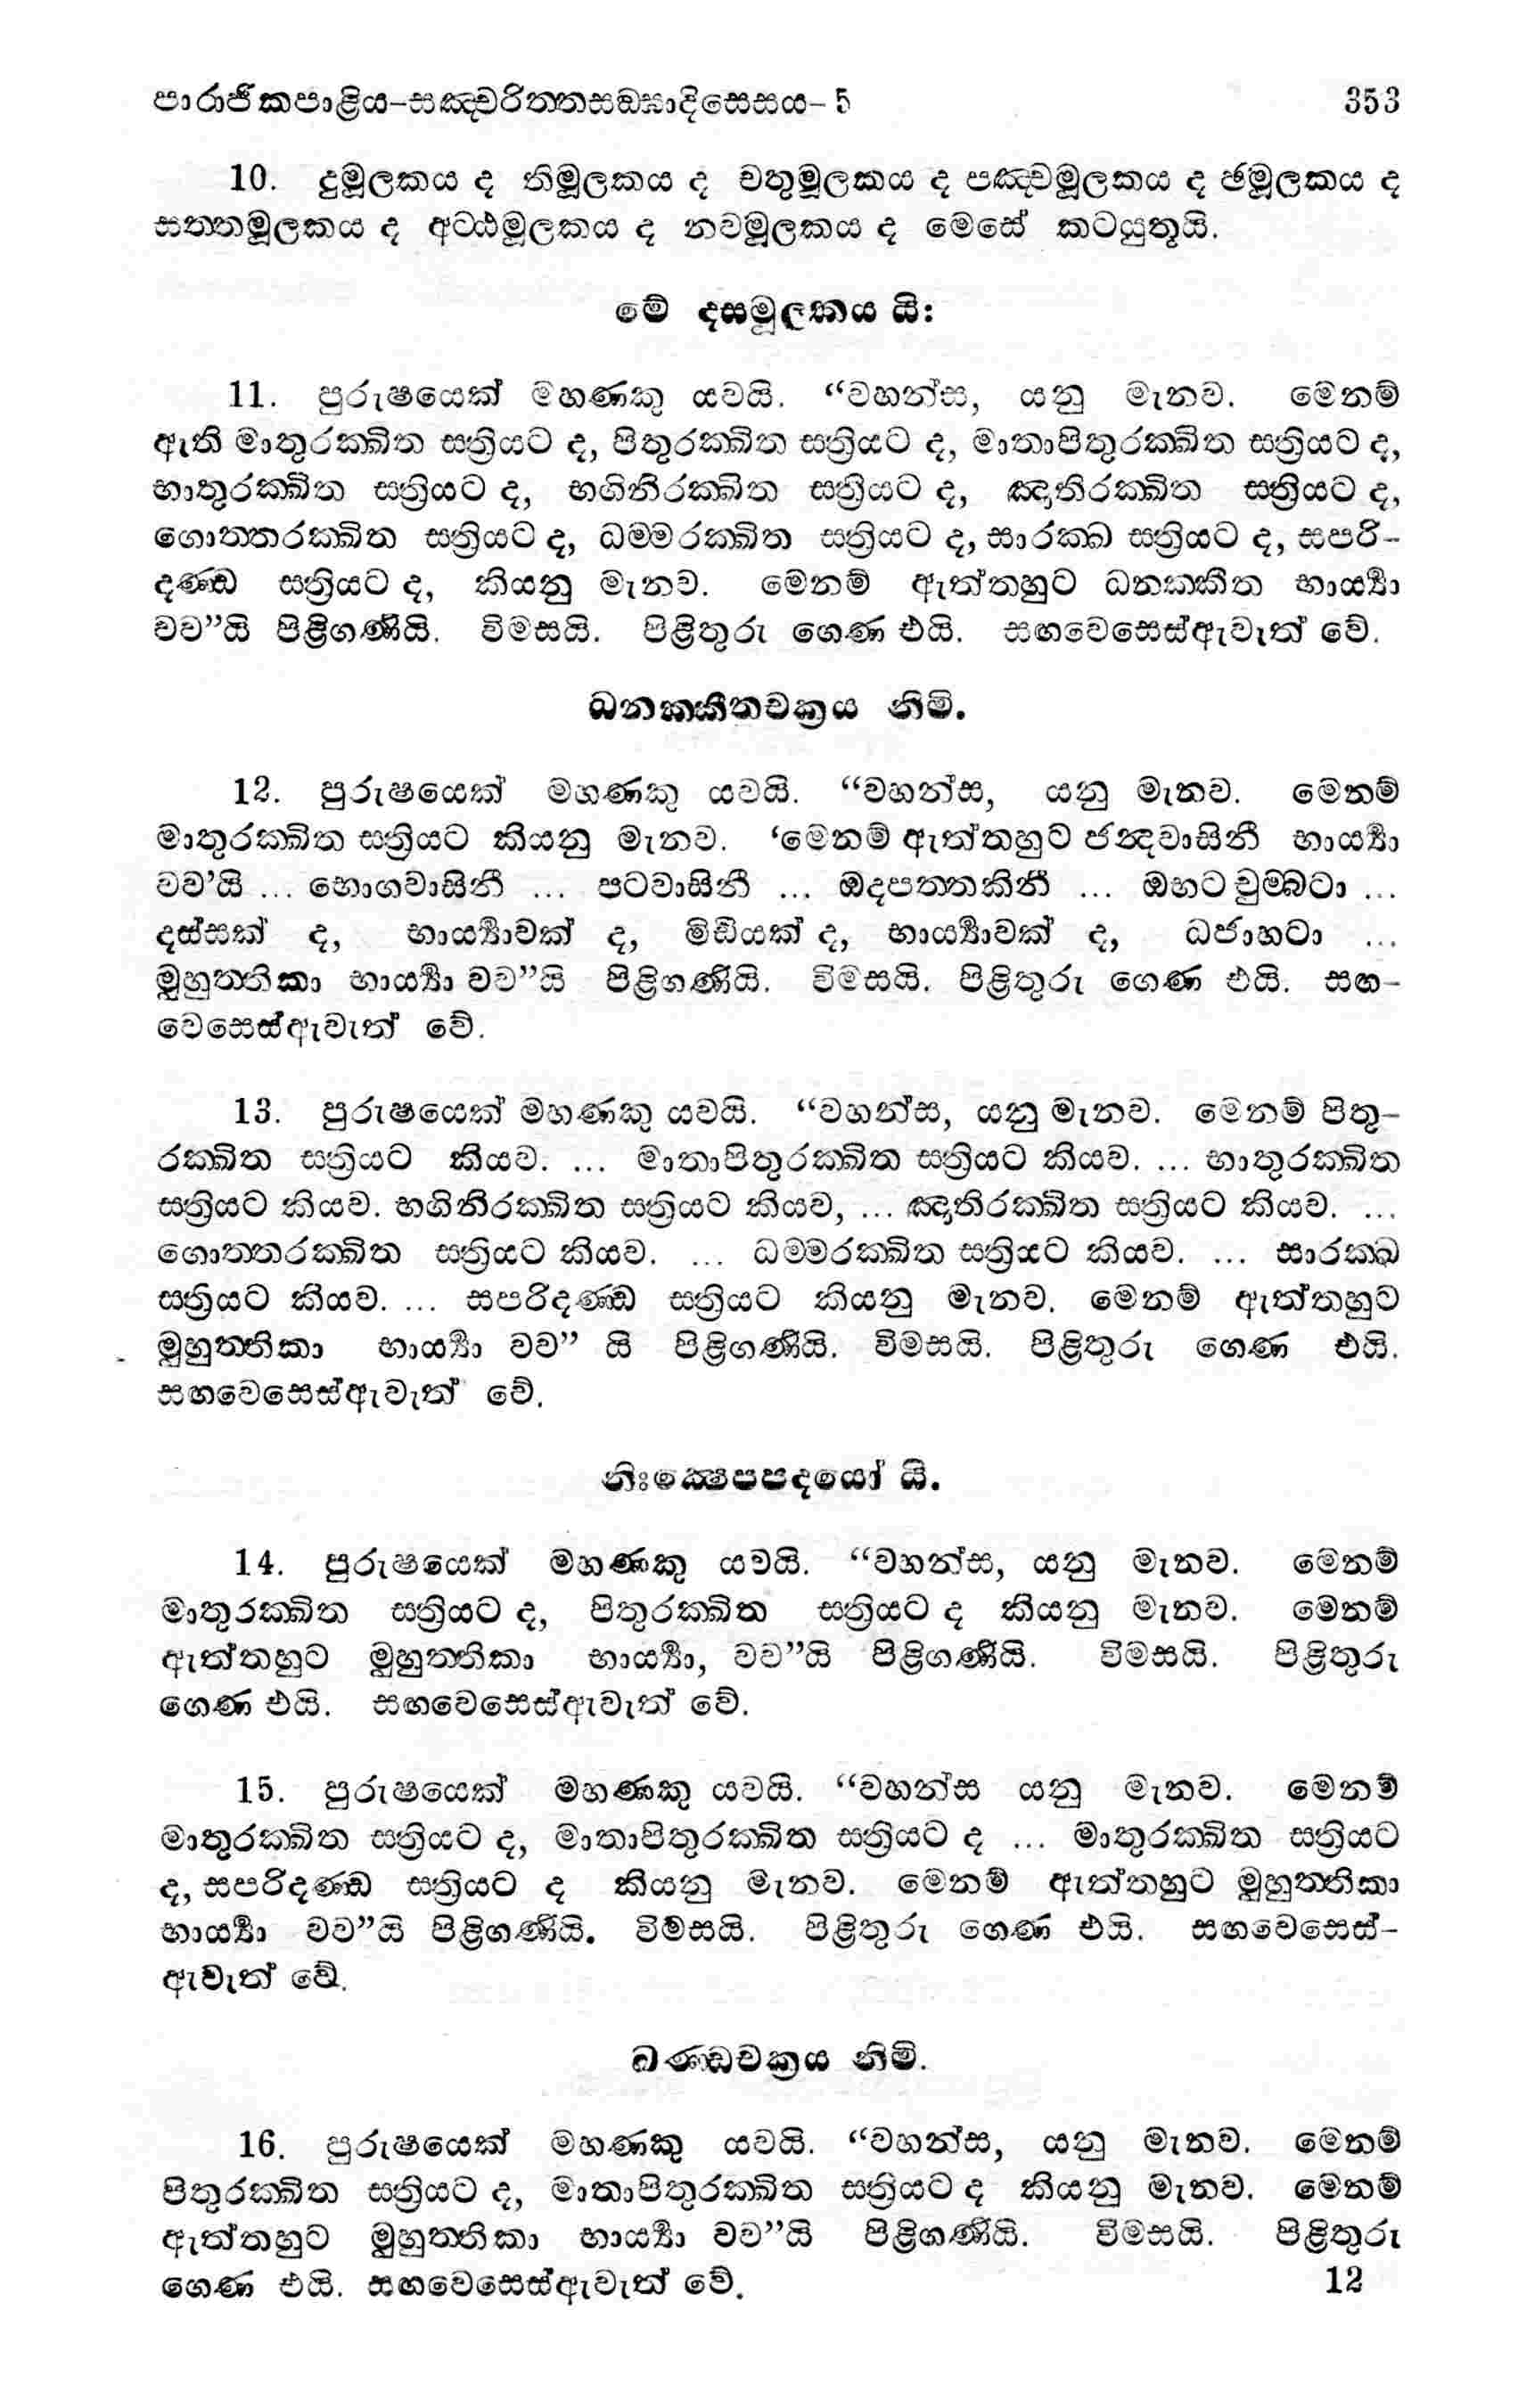 පාරාජිකපාළිය-සඤ්චරිත්තසඞ්ඝාදිසෙසය- 5 353
10. දුමූලකය ද තිමූලකය ද චතුමූලකය ද පඤ්චමූලකය ද ඡමූලකය ද
සත්තමූලකය ද අට්ඨමූලකය ද නවමූලකය ද මෙසේ කටයුතූයි.
මේ දසමූලකය යි:
11. පුරුෂයෙක් මහණකු යවයි. “වහන්ස, යනු මැනව. මෙනම්
ඇති මාතුරක්ඛිත ස්ත්‍රියට ද, පිතුරක්ඛිත ස්ත්‍රියට ද, මාතාපිතුරක්ඛිත ස්ත්‍රියට ද,
භාතුරක්ඛිත ස්ත්‍රියට ද, භගිනිරක්ඛිත ස්ත්‍රියට ද, ඤාතිරක්ඛිත ස්ත්‍රියට ද,
ගොත්තරක්ඛිත ස්ත්‍රියට ද, ධම්මරක්ඛිත ස්ත්‍රියට ද, සාරක්ඛ ස්ත්‍රියට ද, සපරි-
දණ්ඩ ස්ත්‍රියට ද, කියනු මැනව. මෙනම් ඇත්තහුට ධනක්කීත භාර්‍ය්‍යා
වව”යි පිළිගණියි. විමසයි. පිළිතුරු ගෙණ එයි. සඟවෙසෙස්ඇවැත් වේ.
ධනක්කීතචක්‍රය නිමි.
12. පුරුෂයෙක් මහණකු යවයි. “වහන්ස, යනු මැනව. මෙනම්
මාතුරක්ඛිත ස්ත්‍රියට කියනු මැනව. ‘මෙනම් ඇත්තහුට ඡන්දවාසිනී භාර්‍ය්‍යා
වව’යි ... භොගවාසිනී ... පටවාසිනී ... ඔදපත්තකිනී ... ඔභටචුම්බටා ...
දස්සක් ද, භාර්‍ය්‍යාවක් ද, මිඬියක් ද, භාර්‍ය්‍යාවක් ද, ධජාහටා ...
මුහුත්තිකා භාර්‍ය්‍යා වව”යි පිළිගණියි. විමසයි. පිළිතුරු ගෙණ එයි. සඟ-
වෙසෙස්ඇවැත් වේ.
13. පුරුෂයෙක් මහණකු යවයි. “වහන්ස, යනු මැනව. මෙනම් පිතු-
රක්ඛිත ස්ත්‍රියට කියව. ... මාතාපිතුරක්ඛිත ස්ත්‍රියට කියව. ... භාතුරක්ඛිත
ස්ත්‍රියට කියව. භගිනිරක්ඛිත ස්ත්‍රියට කියව, ... ඤාතිරක්ඛිත ස්ත්‍රියට කියව. ...
ගොත්තරක්ඛිත ස්ත්‍රියට කියව. ... ධම්මරක්ඛිත ස්ත්‍රියට කියව. ... සාරක්ඛ
ස්ත්‍රියට කියව. ... සපරිදණ්ඩ ස්ත්‍රියට කියනු මැනව. මෙනම් ඇත්තහුට
මුහුත්තිකා භාර්‍ය්‍යා වව” යි පිළිගණියි. විමසයි. පිළිතුරු ගෙණ එයි.
සඟවෙසෙස්ඇවැත් වේ.
නිඃක්‍ෂෙපපදයෝ යි.
14. පුරුෂයෙක් මහණකු යවයි. “වහන්ස, යනු මැනව. මෙනම්
මාතුරක්ඛිත ස්ත්‍රියට ද, පිතුරක්ඛිත ස්ත්‍රියට ද කියනු මැනව. මෙනම්
ඇත්තහුට මුහුත්තිකා භාර්‍ය්‍යා, වව”යි පිළිගණියි. විමසයි. පිළිතුරු
ගෙණ එයි. සඟවෙසෙස්ඇවැත් වේ.
15. පුරුෂයෙක් මහණකු යවයි. “වහන්ස යනු මැනව. මෙනම්
මාතුරක්ඛිත ස්ත්‍රියට ද, මාතාපිතුරක්ඛිත ස්ත්‍රියට ද ... මාතුරක්ඛිත ස්ත්‍රියට
ද, සපරිදණ්ඩ ස්ත්‍රියට ද කියනු මැනව. මෙනම් ඇත්තහුට මුහුත්තිකා
භාර්‍ය්‍යා වව”යි පිළිගණියි. විමසයි. පිළිතුරු ගෙණ එයි. සඟවෙසෙස්-
ඇවැත් වේ.
ඛණ්ඩචක්‍රය නිමි.
16. පුරුෂයෙක් මහණකු යවයි. “වහන්ස, යනු මැනව. මෙනම්
පිතුරක්ඛිත ස්ත්‍රියට ද, මාතාපිතුරක්ඛිත ස්ත්‍රියට ද කියනු මැනව. මෙනම්
ඇත්තහුට මුහුත්තිකා භාර්‍ය්‍යා වව”යි පිළිගණියි. විමසයි. පිළිතුරු
ගෙණ එයි. සඟවෙසෙස්ඇවැත් වේ. 12